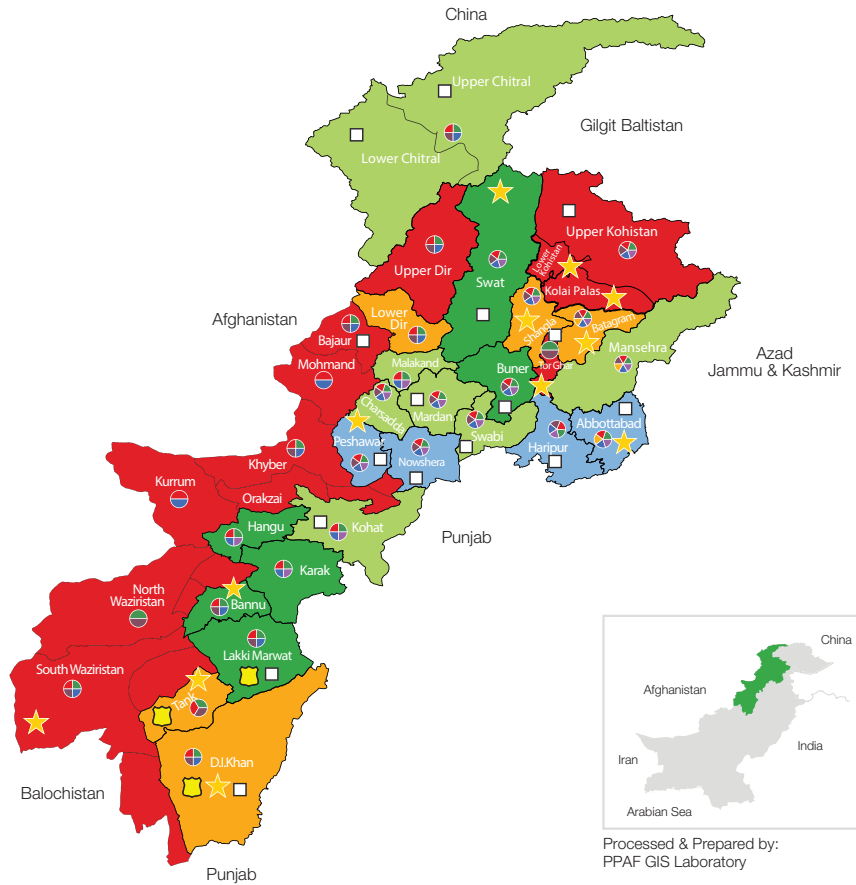 China
Upper Chitral
Gilgit Baltistan
Lower Chitral
Upper Kohistan
Lower
Kohistan
Upper Dir
Swat
Kolai Palas
Afghanistan
Lower
Dir
Shangla
Batagram
Bajaur
Mansehra
Mohmand
Malakand
Buner
Tor Ghar
Azad
Jammu & Kashmir
Charsadda
Mardan
Abbottabad
Peshawar
Swabi
Haripur
Nowshera
Khyber
Kurrum
Orakzai
Hangu
Kohat
Punjab
Karak
North
Waziristan
Bannu
Lakki Marwat
South Waziristan
Tank
D.I.Khan
Balochistan
Punjab
China
Afghanistan
India
Iran
Arabian Sea
Processed & Prepared by:
PPAF GIS Laboratory